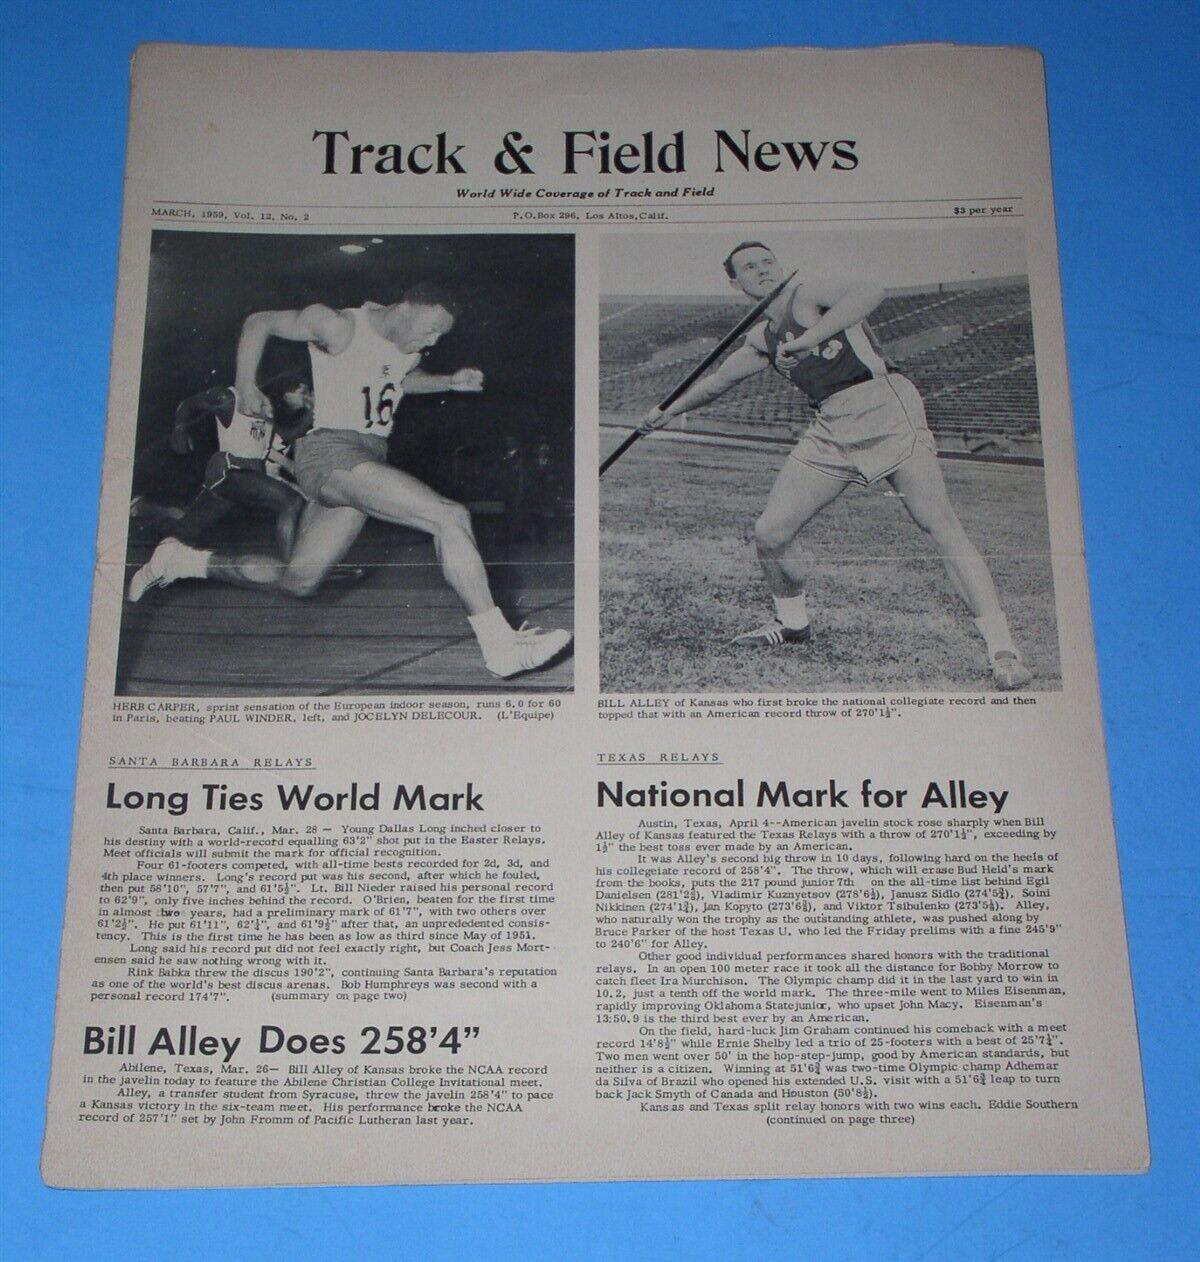 Track & Field News
World Wide Coverage of Track and Field
MARCH, 1959, Vol. 12, No. 2
P.O.Box 296, Los Altos, Calif.
$3 per year
16
HERB CARPER, sprint sensation of the European indoor season, runs 6.0 for 60
in Paris, beating PAUL WINDER, left, and JOCELYN DELECOUR. (L'Equipe)
SANTA BARBARA RELAYS
Long Ties World Mark
Santa Barbara, Calif., Mar. 28 — Young Dallas Long inched closer to
his destiny with a world-record equalling 63'2" shot put in the Easter Relays.
Meet officials will submit the mark for official recognition.
Four 61-footers competed, with all-time bests recorded for 2d, 3d, and
4th place winners. Long's record put was his second, after which he fouled,
then put 58'10", 57'7", and 61'5½". Lt. Bill Nieder raised his personal record
to 62'9", only five inches behind the record. O'Brien, beaten for the first time
in almost two years, had a preliminary mark of 61'7", with two others over
61'2½". He put 61'11", 62'¼", and 61'9½" after that, an unpredented consis-
tency. This is the first time he has been as low as third since May of 1951.
Long said his record put did not feel exactly right, but Coach Jess Mort-
ensen said he saw nothing wrong with it.
Rink Babka threw the discus 190'2", continuing Santa Barbara's reputation
as one of the world's best discus arenas. Bob Humphreys was second with a
personal record 174'7". (summary on page two)
Bill Alley Does 258'4"
Abilene, Texas, Mar. 26— Bill Alley of Kansas broke the NCAA record
in the javelin today to feature the Abilene Christian College Invitational meet.
Alley, a transfer student from Syracuse, threw the javelin 258'4" to pace
a Kansas victory in the six-team meet. His performance broke the NCAA
record of 257'1" set by John Fromm of Pacific Lutheran last year.
BILL ALLEY of Kansas who first broke the national collegiate record and then
topped that with an American record throw of 270'1½".
TEXAS RELAYS
National Mark for Alley
Austin, Texas, April 4--American javelin stock rose sharply when Bill
Alley of Kansas featured the Texas Relays with a throw of 270'1½", exceeding by
1½" the best toss ever made by an American.
It was Alley's second big throw in 10 days, following hard on the heels of
his collegiate record of 258'4". The throw, which will erase Bud Held's mark
from the books, puts the 217 pound junior 7th on the all-time list behind Egil
Danielsen (281'2½), Vladimir Kuznyetsov (278'6½), Janusz Sidlo (274'5¾), Soini
Nikkinen (274'1¾), Jan Kopyto (273'6¾), and Viktor Tsibulenko (273'5½). Alley,
who naturally won the trophy as the outstanding athlete, was pushed along by
Bruce Parker of the host Texas U. who led the Friday prelims with a fine 245'9"
to 240'6" for Alley.
Other good individual performances shared honors with the traditional
relays. In an open 100 meter race it took all the distance for Bobby Morrow to
catch fleet Ira Murchison. The Olympic champ did it in the last yard to win in
10.2, just a tenth off the world mark. The three-mile went to Miles Eisenman,
rapidly improving Oklahoma State junior, who upset John Macy. Eisenman's
13:50.9 is the third best ever by an American.
On the field, hard-luck Jim Graham continued his comeback with a meet
record 14'8½" while Ernie Shelby led a trio of 25-footers with a best of 25'7¼".
Two men went over 50' in the hop-step-jump, good by American standards, but
neither is a citizen. Winning at 51'6¾ was two-time Olympic champ Adhemar
da Silva of Brazil who opened his extended U.S. visit with a 51'6¾ leap to turn
back Jack Smyth of Canada and Houston (50'8½).
Kansas and Texas split relay honors with two wins each. Eddie Southern
(continued on page three)